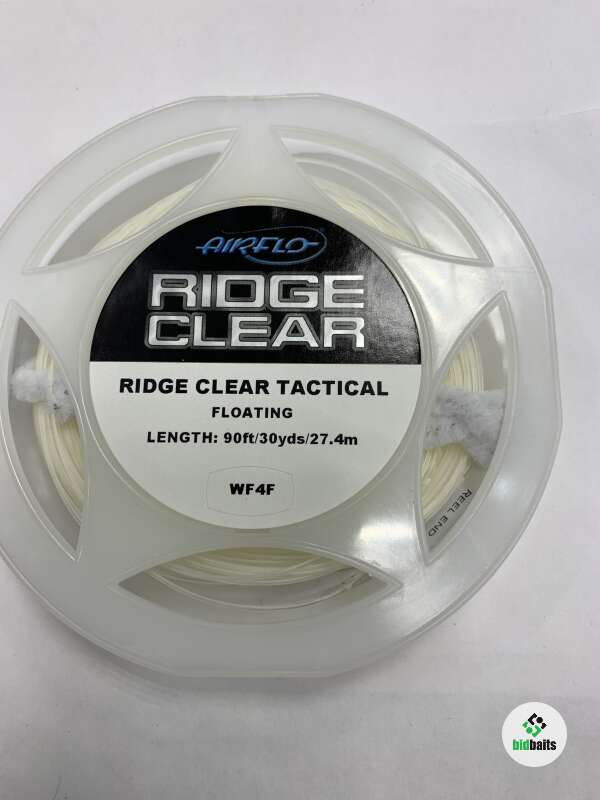 AIRFLO
RIDGE
CLEAR
RIDGE CLEAR TACTICAL
FLOATING
LENGTH: 90ft/30yds/27.4m
WF4F
REEL END
bidbaits